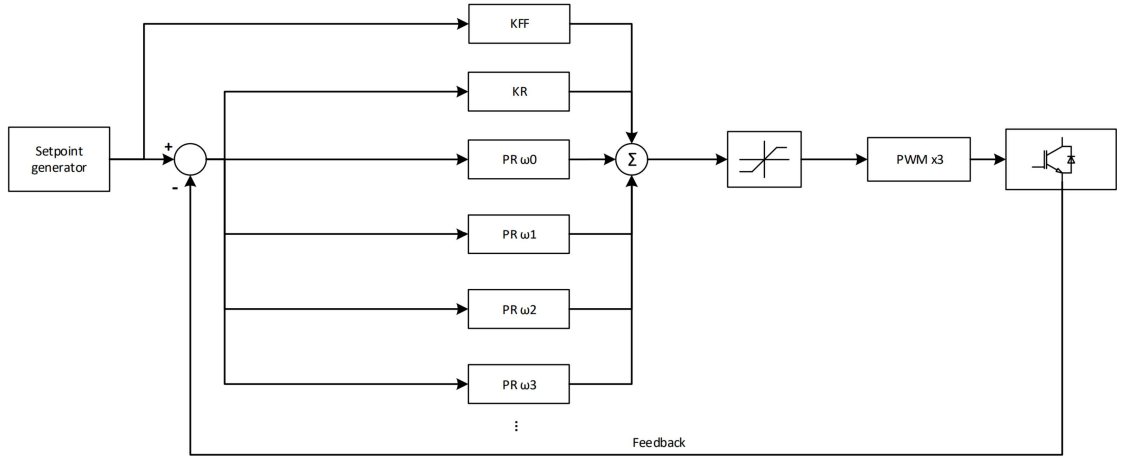 KFF
KR
Setpoint
generator
+
-
PR ω0
Σ
PWM x3
PR ω1
PR ω2
PR ω3
⋮
Feedback